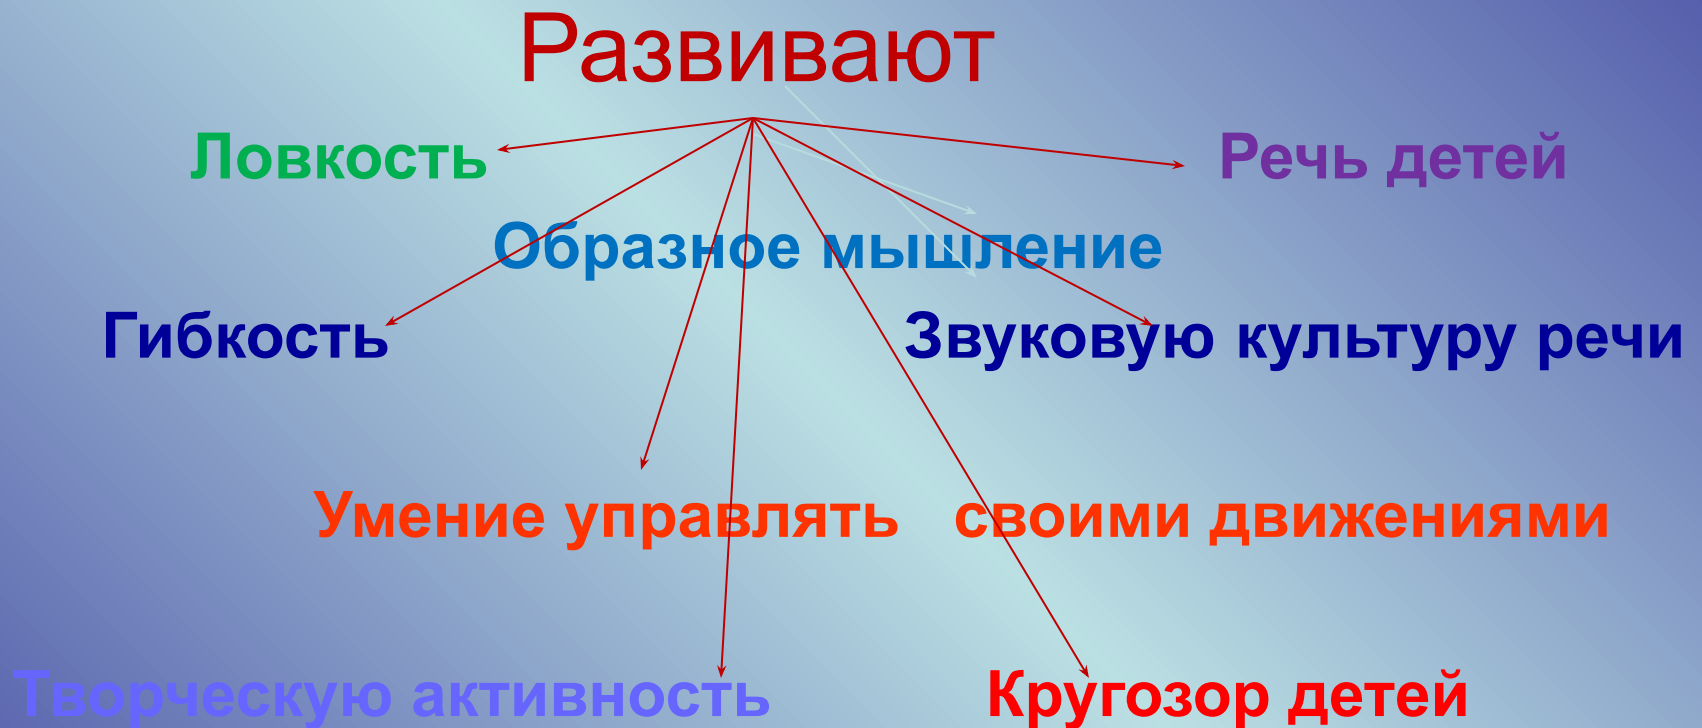 Развивают
Ловкость Речь детей
Образное мышление
Гибкость Звуковую культуру речи
Умение управлять своими движениями
Творческую активность Кругозор детей